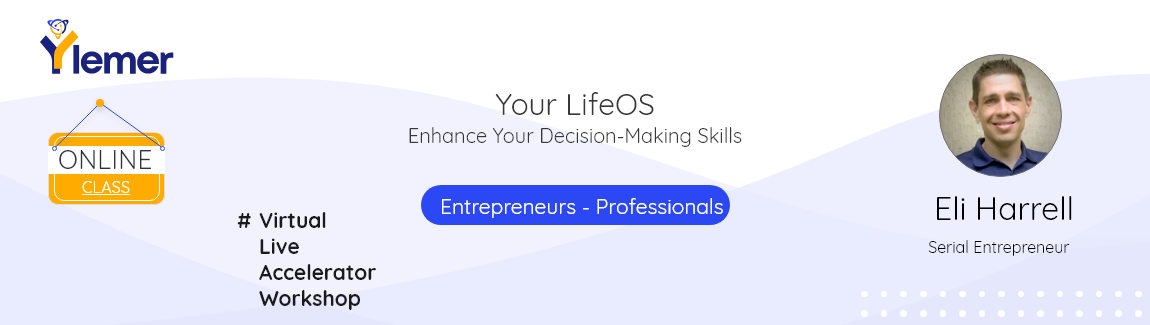 Ylemer
ONLINE
CLASS
Your LifeOS
Enhance Your Decision-Making Skills
Entrepreneurs - Professionals
# Virtual
Live
Accelerator
Workshop
Eli Harrell
Serial Entrepreneur